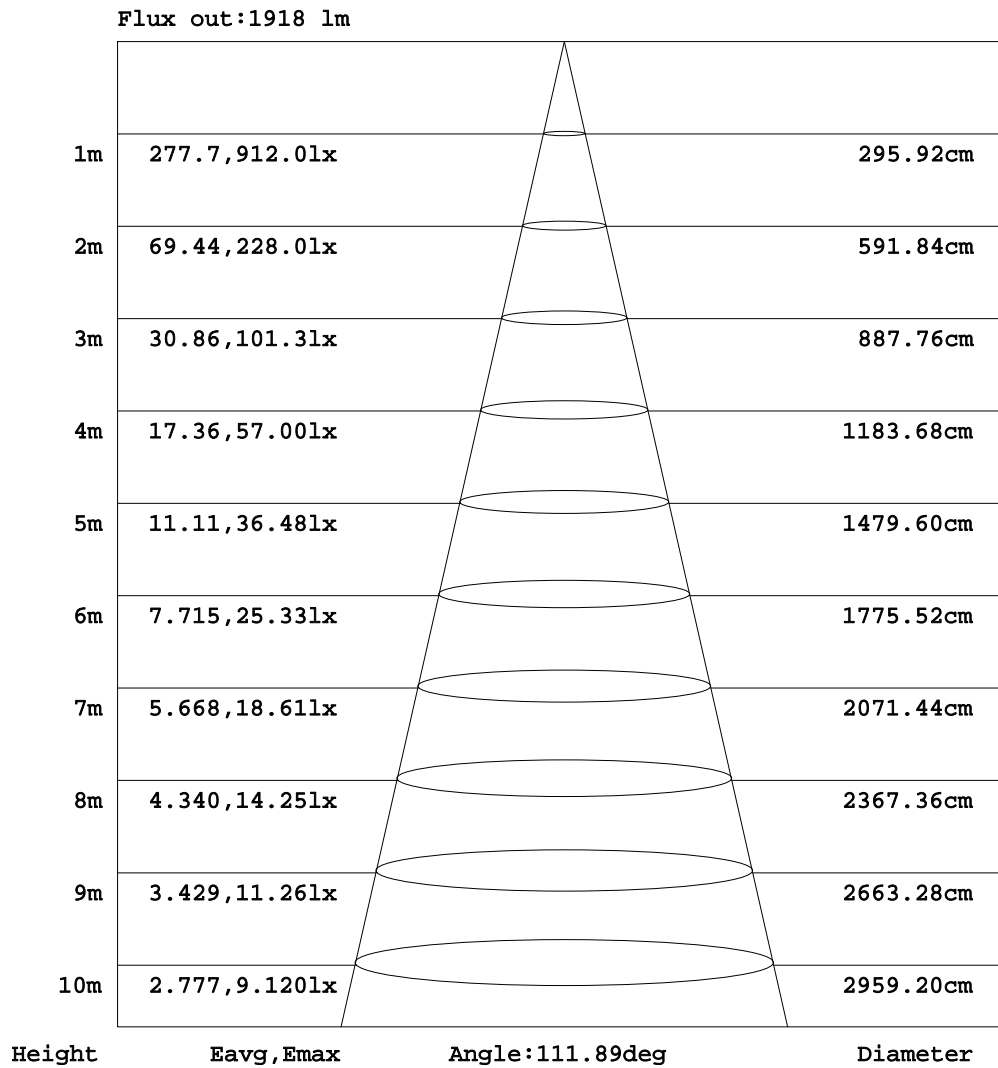 Flux out:1918 lm
1m 277.7,912.0lx 295.92cm
2m 69.44,228.0lx 591.84cm
3m 30.86,101.3lx 887.76cm
4m 17.36,57.00lx 1183.68cm
5m 11.11,36.48lx 1479.60cm
6m 7.715,25.33lx 1775.52cm
7m 5.668,18.61lx 2071.44cm
8m 4.340,14.25lx 2367.36cm
9m 3.429,11.26lx 2663.28cm
10m 2.777,9.120lx 2959.20cm
Height Eavg,Emax Angle:111.89deg Diameter